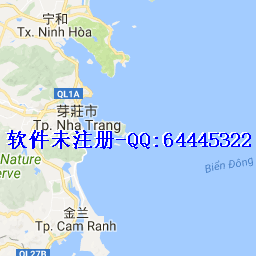 宁和
Tx. Ninh Hòa
QL1A
芽莊市
Tp. Nha Trang
软件未注册-QQ:64445322
Nature
erve
Biển Đông
金兰
Tp. Cam Ranh
QL27B